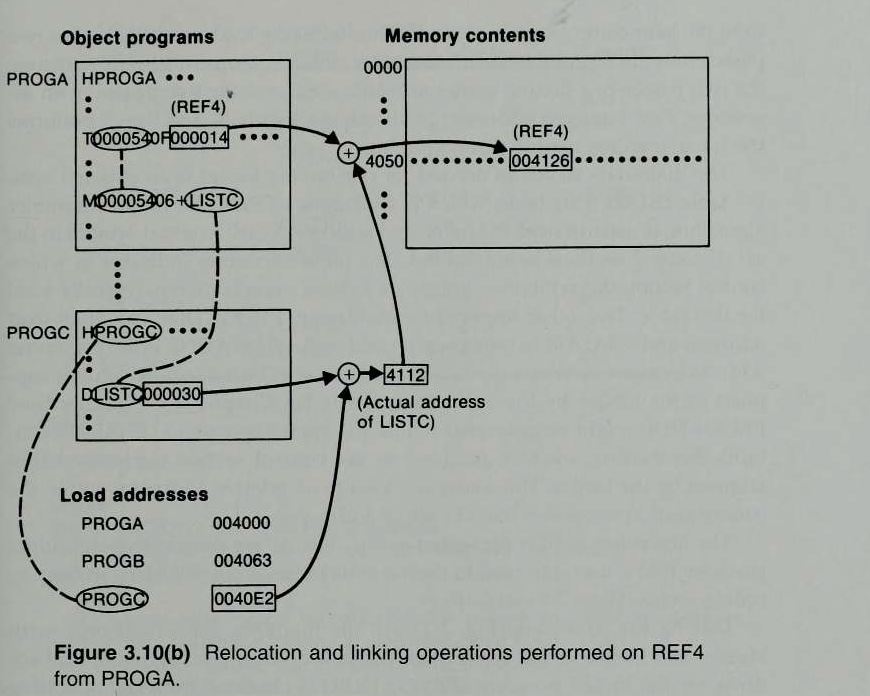 Object programs
Memory contents
PROGA HPROGA •••
0000
(REF4)
T0000540F000014 ••••
(REF4)
4050 004126
M00005406+LISTC
PROGC HPROGC ••••
DLISTC000030
4112
(Actual address
of LISTC)
Load addresses
PROGA 004000
PROGB 004063
PROGC 0040E2
Figure 3.10(b) Relocation and linking operations performed on REF4
from PROGA.